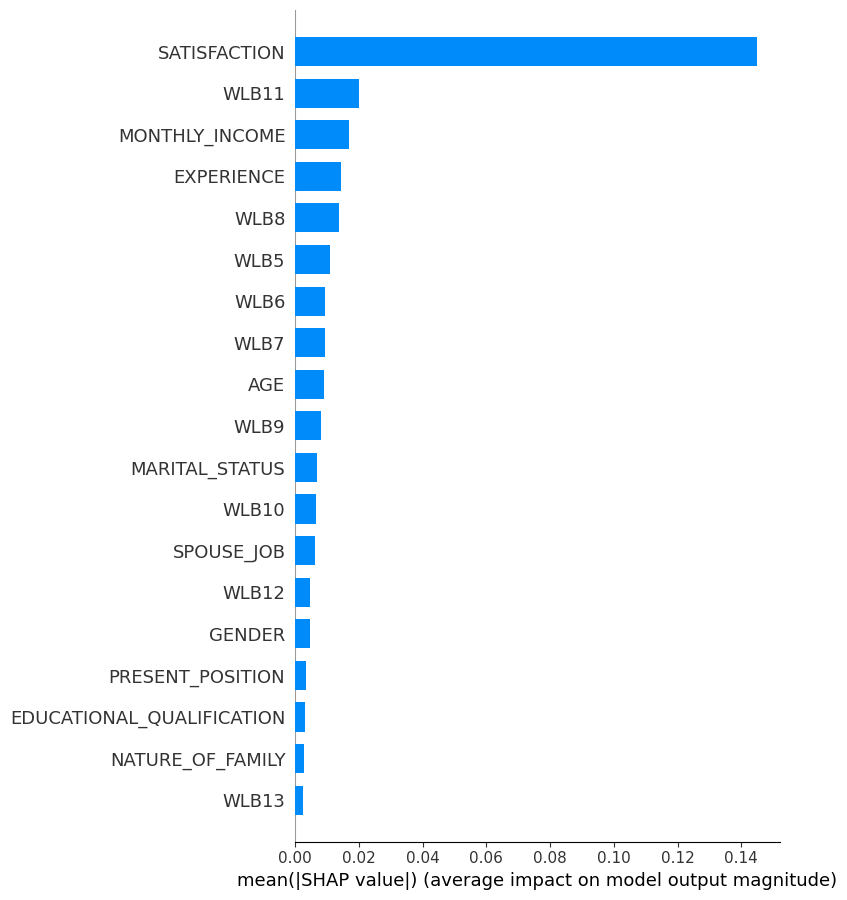 SATISFACTION
WLB11
MONTHLY_INCOME
EXPERIENCE
WLB8
WLB5
WLB6
WLB7
AGE
WLB9
MARITAL_STATUS
WLB10
SPOUSE_JOB
WLB12
GENDER
PRESENT_POSITION
EDUCATIONAL_QUALIFICATION
NATURE_OF_FAMILY
WLB13
0.00 0.02 0.04 0.06 0.08 0.10 0.12 0.14
mean(|SHAP value|) (average impact on model output magnitude)